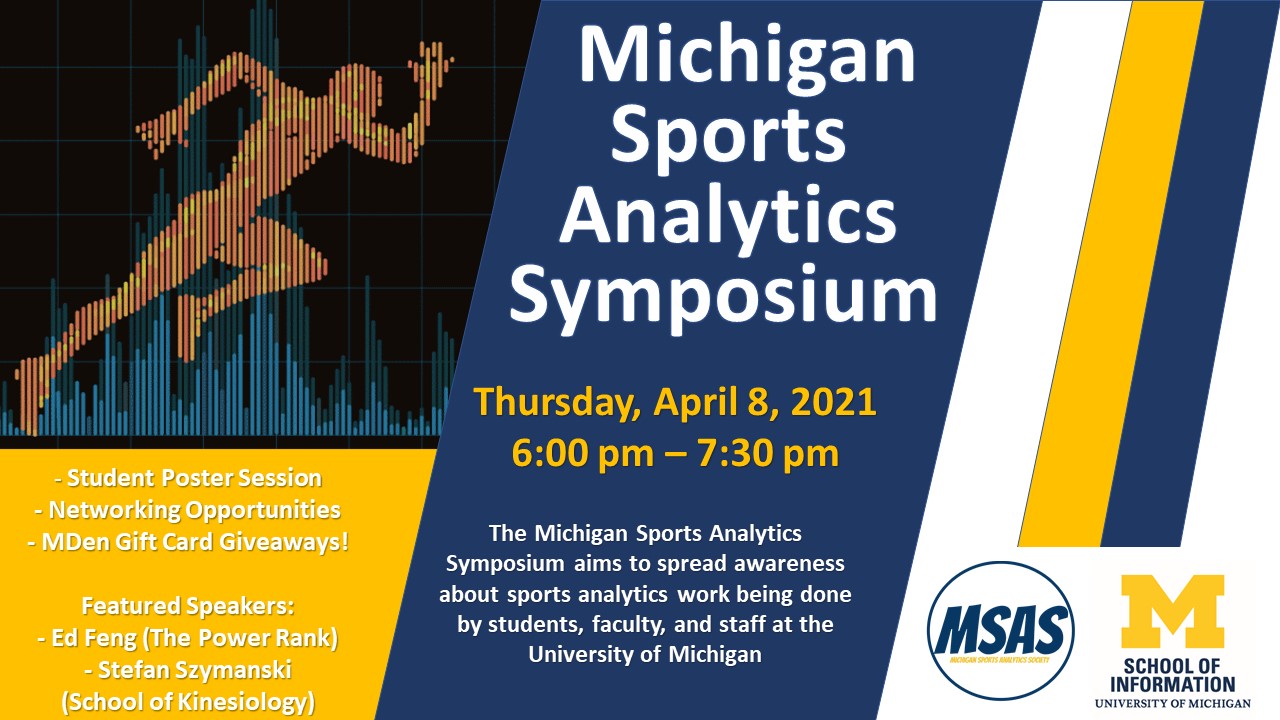 Michigan
Sports
Analytics
Symposium
Thursday, April 8, 2021
6:00 pm – 7:30 pm
The Michigan Sports Analytics
Symposium aims to spread awareness
about sports analytics work being done
by students, faculty, and staff at the
University of Michigan
- Student Poster Session
- Networking Opportunities
- MDen Gift Card Giveaways!
Featured Speakers:
- Ed Feng (The Power Rank)
- Stefan Szymanski
(School of Kinesiology)
MSAS
MICHIGAN SPORTS ANALYTICS SOCIETY
M
SCHOOL OF
INFORMATION
UNIVERSITY OF MICHIGAN